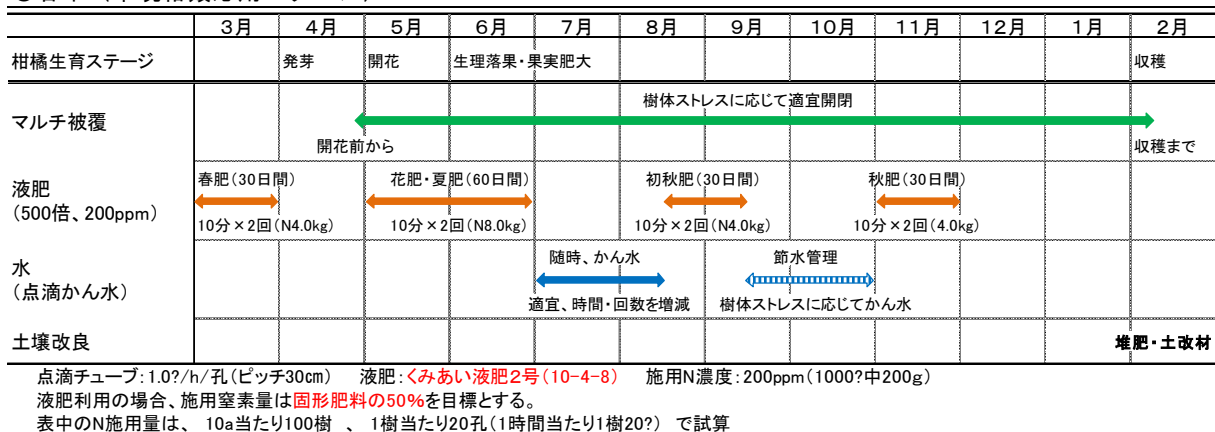 3月 4月 5月 6月 7月 8月 9月 10月 11月 12月 1月 2月
柑橘生育ステージ 発芽 開花 生理落果・果実肥大 収穫
樹体ストレスに応じて適宜開閉
マルチ被覆
開花前から 収穫まで
春肥(30日間) 花肥・夏肥(60日間) 初秋肥(30日間) 秋肥(30日間)
液肥
(500倍、200ppm)
10分×2回(N4.0kg) 10分×2回(N8.0kg) 10分×2回(N4.0kg) 10分×2回(4.0kg)
随時、かん水 節水管理
水
(点滴かん水)
適宜、時間・回数を増減 樹体ストレスに応じてかん水
土壌改良 堆肥・土改材
点滴チューブ:1.0?/h/孔(ピッチ30㎝) 液肥:くみあい液肥2号(10-4-8) 施用N濃度:200ppm(1000?中200g)
液肥利用の場合、施用窒素量は固形肥料の50%を目標とする。
表中のN施用量は、 10a当たり100樹 、 1樹当たり20孔(1時間当たり1樹20?) で試算